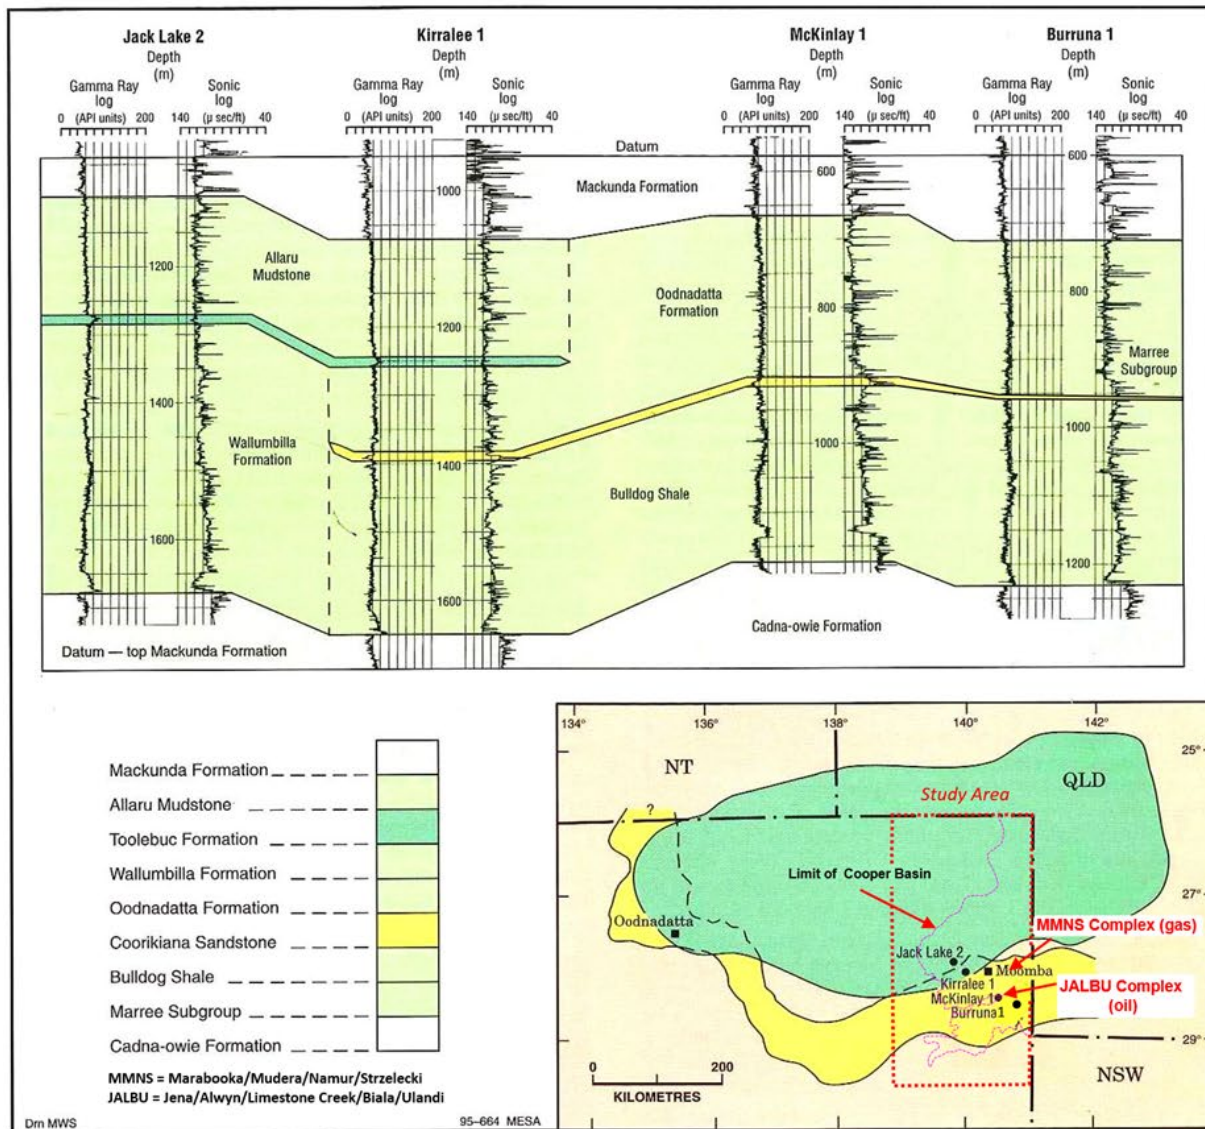 Jack Lake 2
Kirralee 1
McKinlay 1
Burruna 1
Depth
(m)
Depth
(m)
Depth
(m)
Depth
(m)
Gamma Ray
log
Sonic
log
0 (API units) 200
140 (µ sec/ft) 40
Gamma Ray
log
Sonic
log
0 (API units) 200
140 (µ sec/ft) 40
Gamma Ray
log
Sonic
log
0 (API units) 200
140 (µ sec/ft) 40
Gamma Ray
log
Sonic
log
0 (API units) 200
140 (µ sec/ft) 40
Datum
Mackunda Formation
1200
1400
1600
1000
1200
1400
1600
600
800
1000
600
800
1000
1200
Allaru
Mudstone
Oodnadatta
Formation
Marree
Subgroup
Wallumbilla
Formation
Bulldog Shale
Cadna-owie Formation
Datum — top Mackunda Formation
Mackunda Formation
Allaru Mudstone
Toolebuc Formation
Wallumbilla Formation
Oodnadatta Formation
Coorikiana Sandstone
Bulldog Shale
Marree Subgroup
Cadna-owie Formation
MMNS = Marabooka/Mudera/Namur/Strzelecki
JALBU = Jena/Alwyn/Limestone Creek/Biala/Ulandi
Drn MWS
95–664 MESA
134
136°
138°
140°
142°
25°
27°
29°
NT
QLD
Study Area
?
Limit of Cooper Basin
Oodnadatta
MMNS Complex (gas)
Jack Lake 2
Moomba
Kirralee 1
McKinlay 1
Burruna1
JALBU Complex
(oil)
0
200
KILOMETRES
NSW